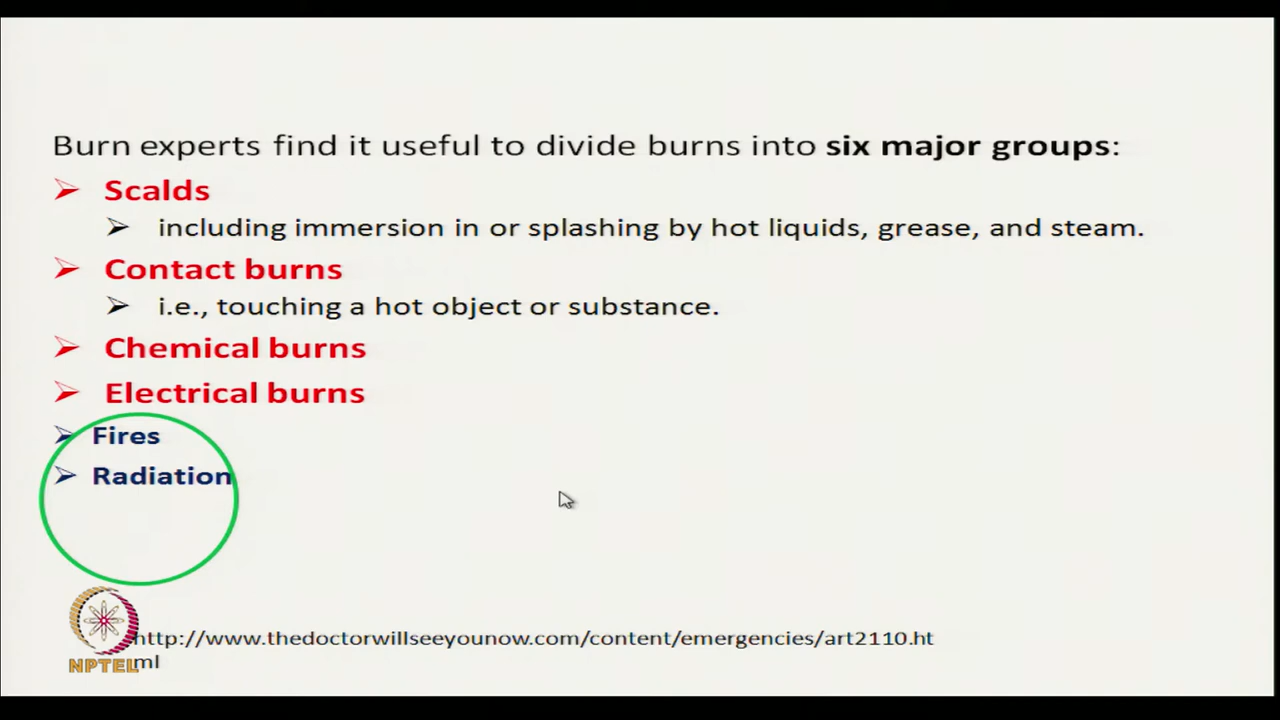 Burn experts find it useful to divide burns into six major groups:
Scalds
including immersion in or splashing by hot liquids, grease, and steam.
Contact burns
i.e., touching a hot object or substance.
Chemical burns
Electrical burns
Fires
Radiation
http://www.thedoctorwillseeyounow.com/content/emergencies/art2110.ht
ml
NPTEL